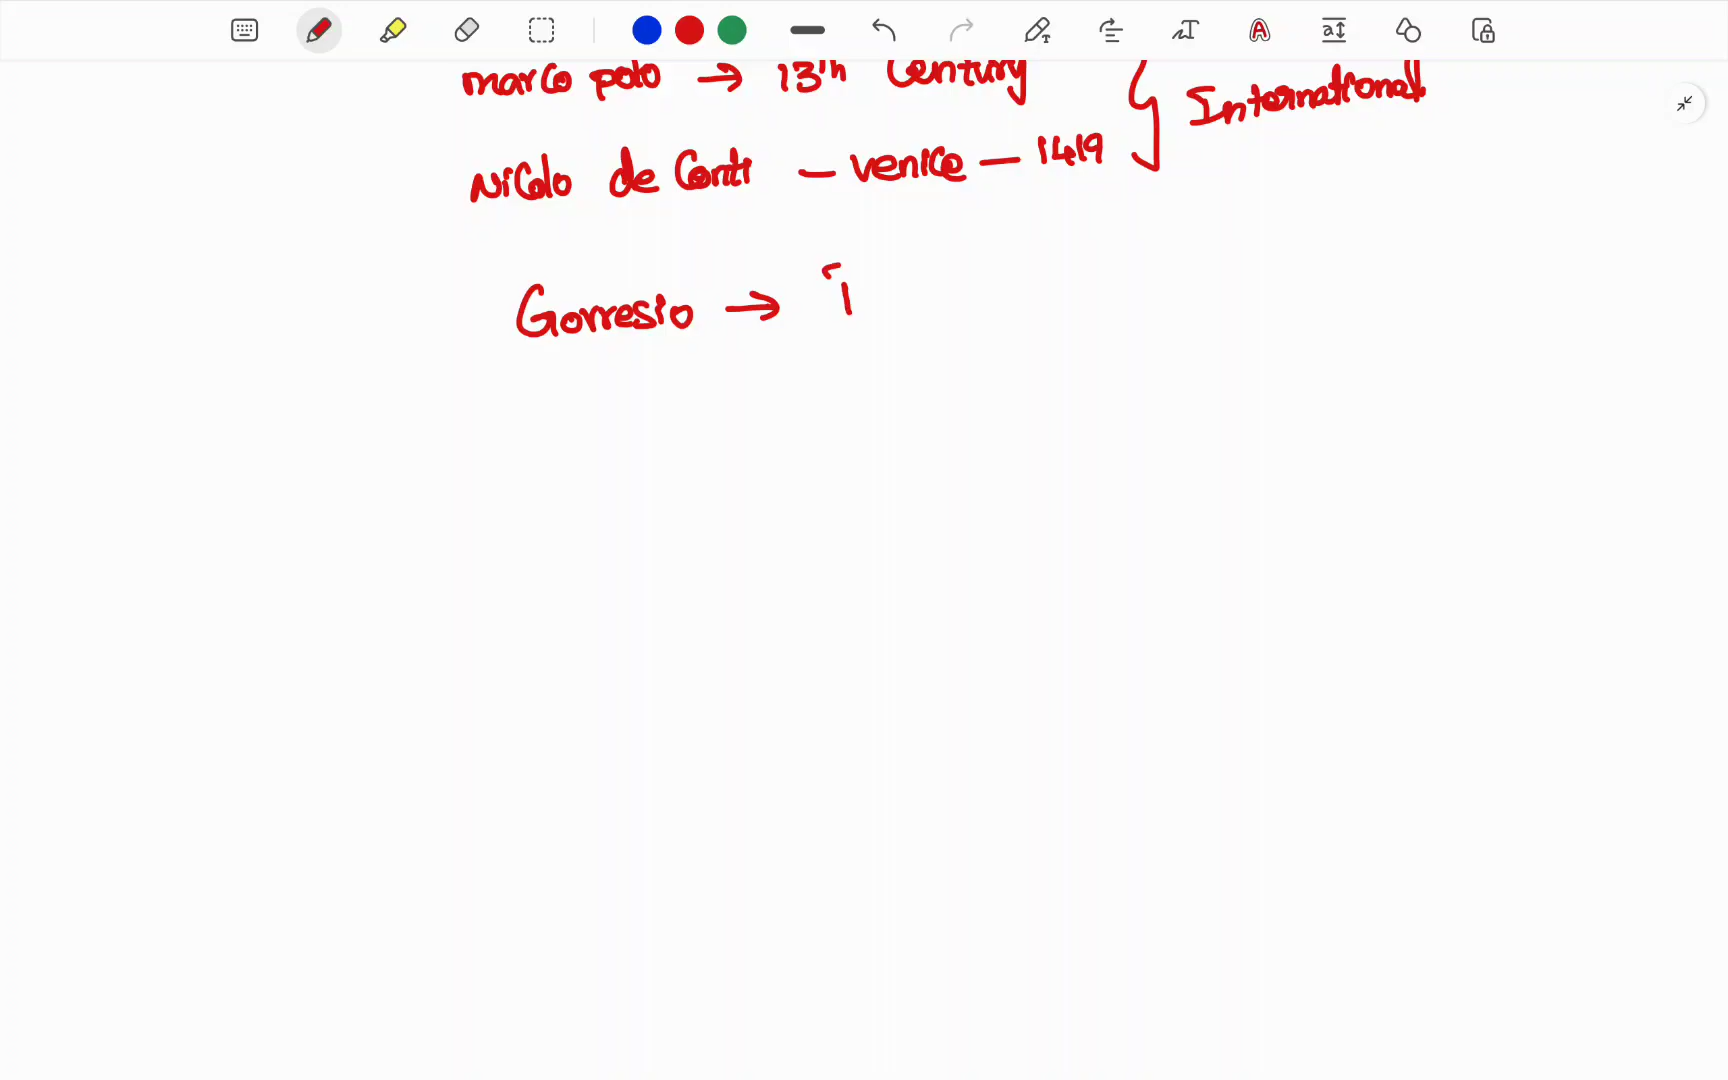 marco polo → 13th Century } International
Nicolo de Conti – venice – 1419
Gorresio →